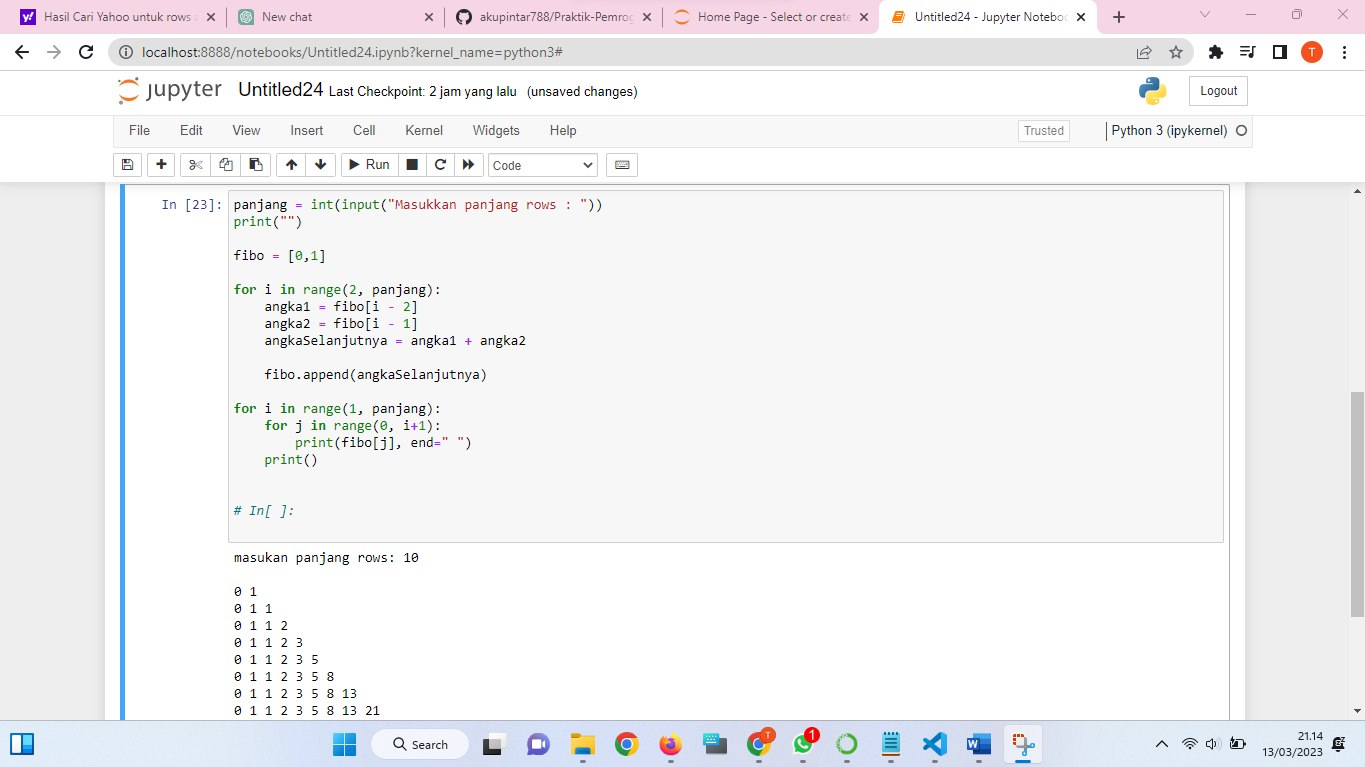 Hasil Cari Yahoo untuk rows a
New chat
akupintar788/Praktik-Pemrog
Home Page - Select or create
Untitled24 - Jupyter Notebook
localhost:8888/notebooks/Untitled24.ipynb?kernel_name=python3#
T
jupyter Untitled24 Last Checkpoint: 2 jam yang lalu (unsaved changes)
Logout
File Edit View Insert Cell Kernel Widgets Help
Trusted
Python 3 (ipykernel)
Run
Code
In [23]: panjang = int(input("Masukkan panjang rows : "))
print("")
fibo = [0,1]
for i in range(2, panjang):
angka1 = fibo[i - 2]
angka2 = fibo[i - 1]
angkaSelanjutnya = angka1 + angka2
fibo.append(angkaSelanjutnya)
for i in range(1, panjang):
for j in range(0, i+1):
print(fibo[j], end=" ")
print()
# In[ ]:
masukan panjang rows: 10
0 1
0 1 1
0 1 1 2
0 1 1 2 3
0 1 1 2 3 5
0 1 1 2 3 5 8
0 1 1 2 3 5 8 13
0 1 1 2 3 5 8 13 21
Search
T
1
W
21.14
13/03/2023